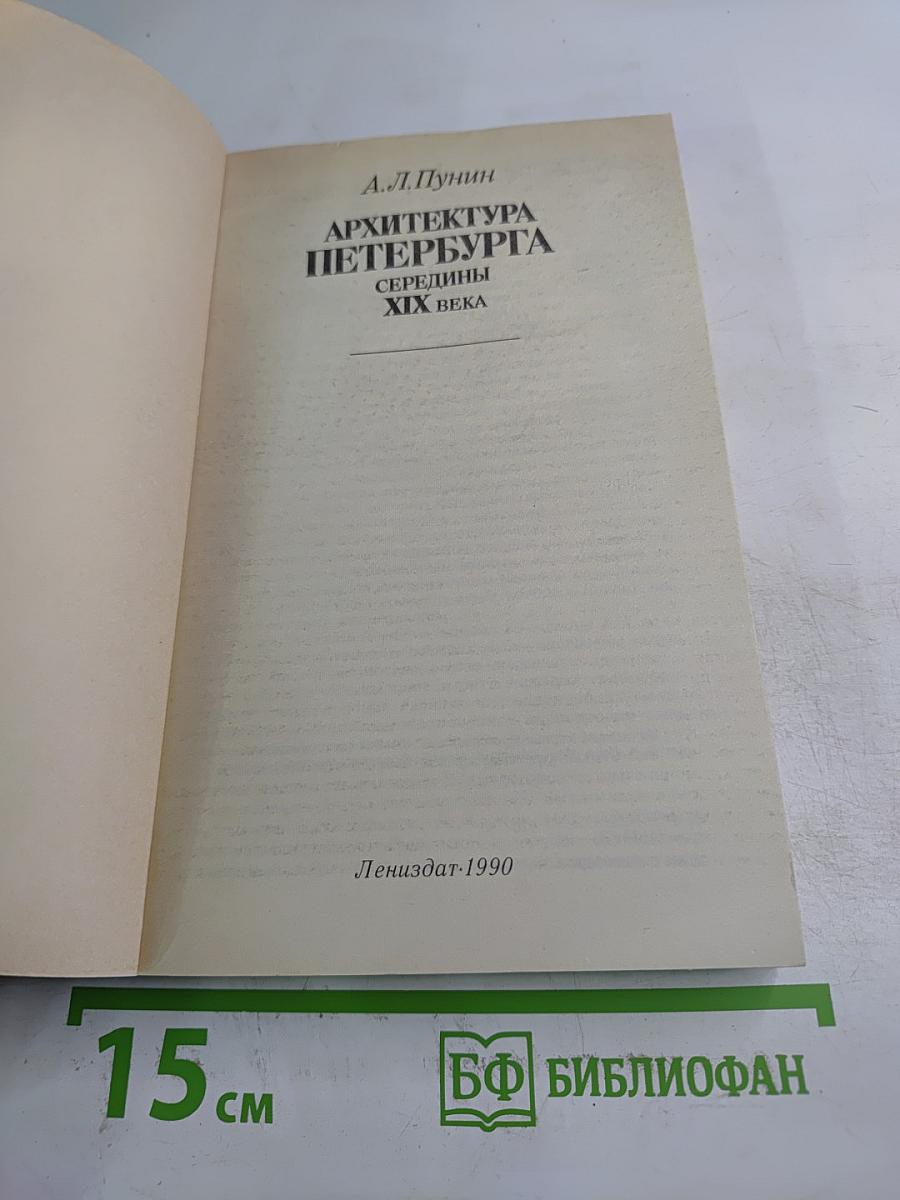 А.Л.Пунин
АРХИТЕКТУРА
ПЕТЕРБУРГА
СЕРЕДИНЫ
XIX ВЕКА
Лениздат·1990
15 см
БФ БИБЛИОФАН